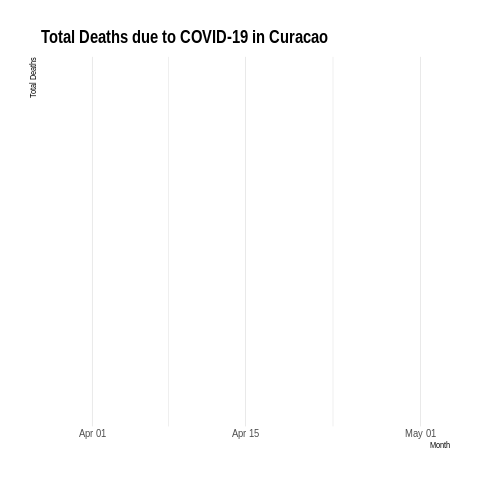 Total Deaths due to COVID-19 in Curacao
Total Deaths
Apr 01
Apr 15
May 01
Month